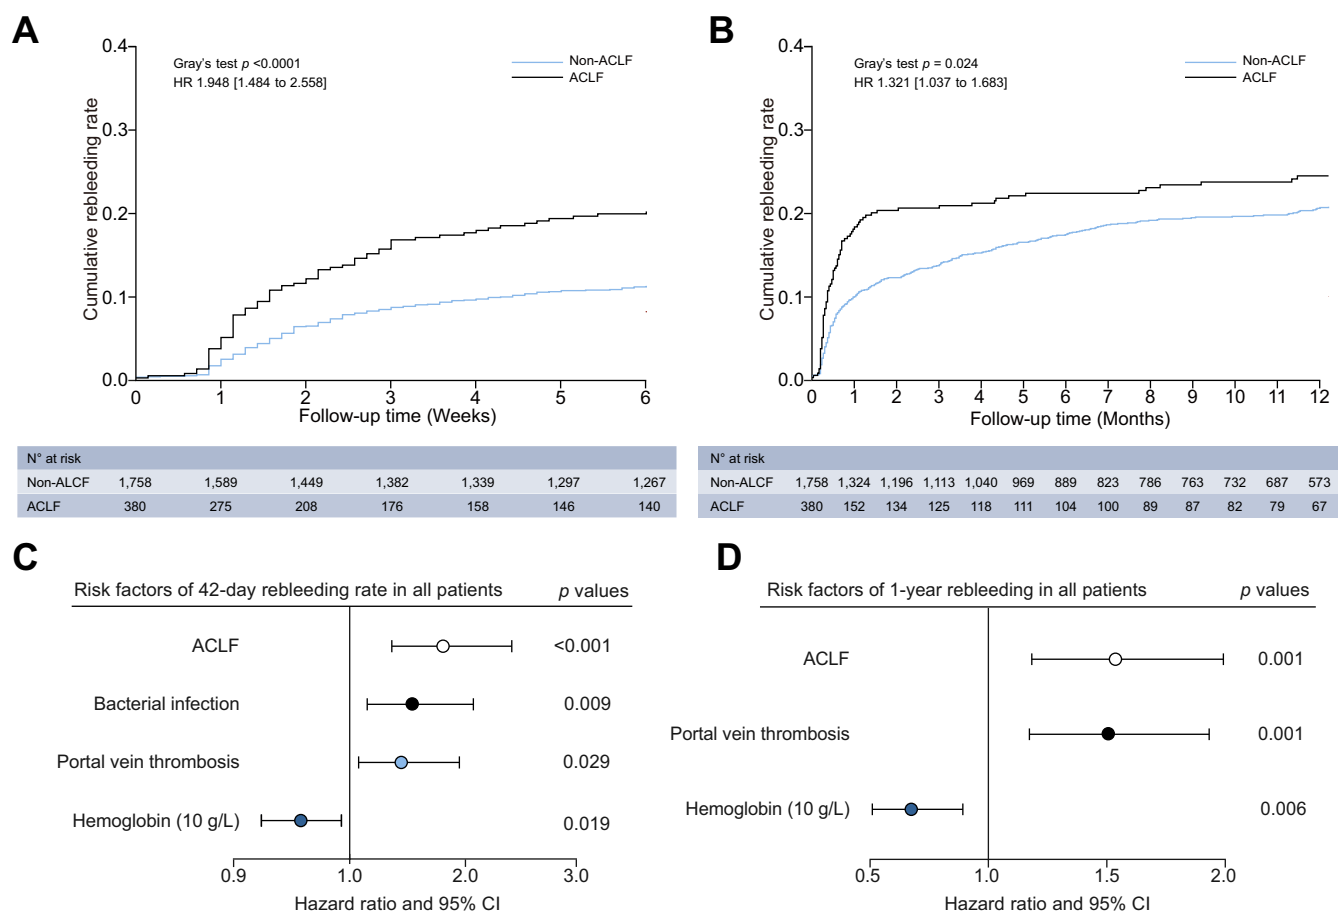 A
0.4
0.3
0.2
0.1
0.0
Cumulative rebleeding rate
Gray's test p <0.0001
HR 1.948 [1.484 to 2.558]
Non-ACLF
ACLF
0 1 2 3 4 5 6
Follow-up time (Weeks)
N° at risk
Non-ALCF 1,758 1,589 1,449 1,382 1,339 1,297 1,267
ACLF 380 275 208 176 158 146 140
B
0.4
0.3
0.2
0.1
0.0
Cumulative rebleeding rate
Gray's test p = 0.024
HR 1.321 [1.037 to 1.683]
Non-ACLF
ACLF
0 1 2 3 4 5 6 7 8 9 10 11 12
Follow-up time (Months)
N° at risk
Non-ALCF 1,758 1,324 1,196 1,113 1,040 969 889 823 786 763 732 687 573
ACLF 380 152 134 125 118 111 104 100 89 87 82 79 67
C
Risk factors of 42-day rebleeding rate in all patients p values
ACLF <0.001
Bacterial infection 0.009
Portal vein thrombosis 0.029
Hemoglobin (10 g/L) 0.019
0.9 1.0 2.0 3.0
Hazard ratio and 95% CI
D
Risk factors of 1-year rebleeding in all patients p values
ACLF 0.001
Portal vein thrombosis 0.001
Hemoglobin (10 g/L) 0.006
0.5 1.0 1.5 2.0
Hazard ratio and 95% CI